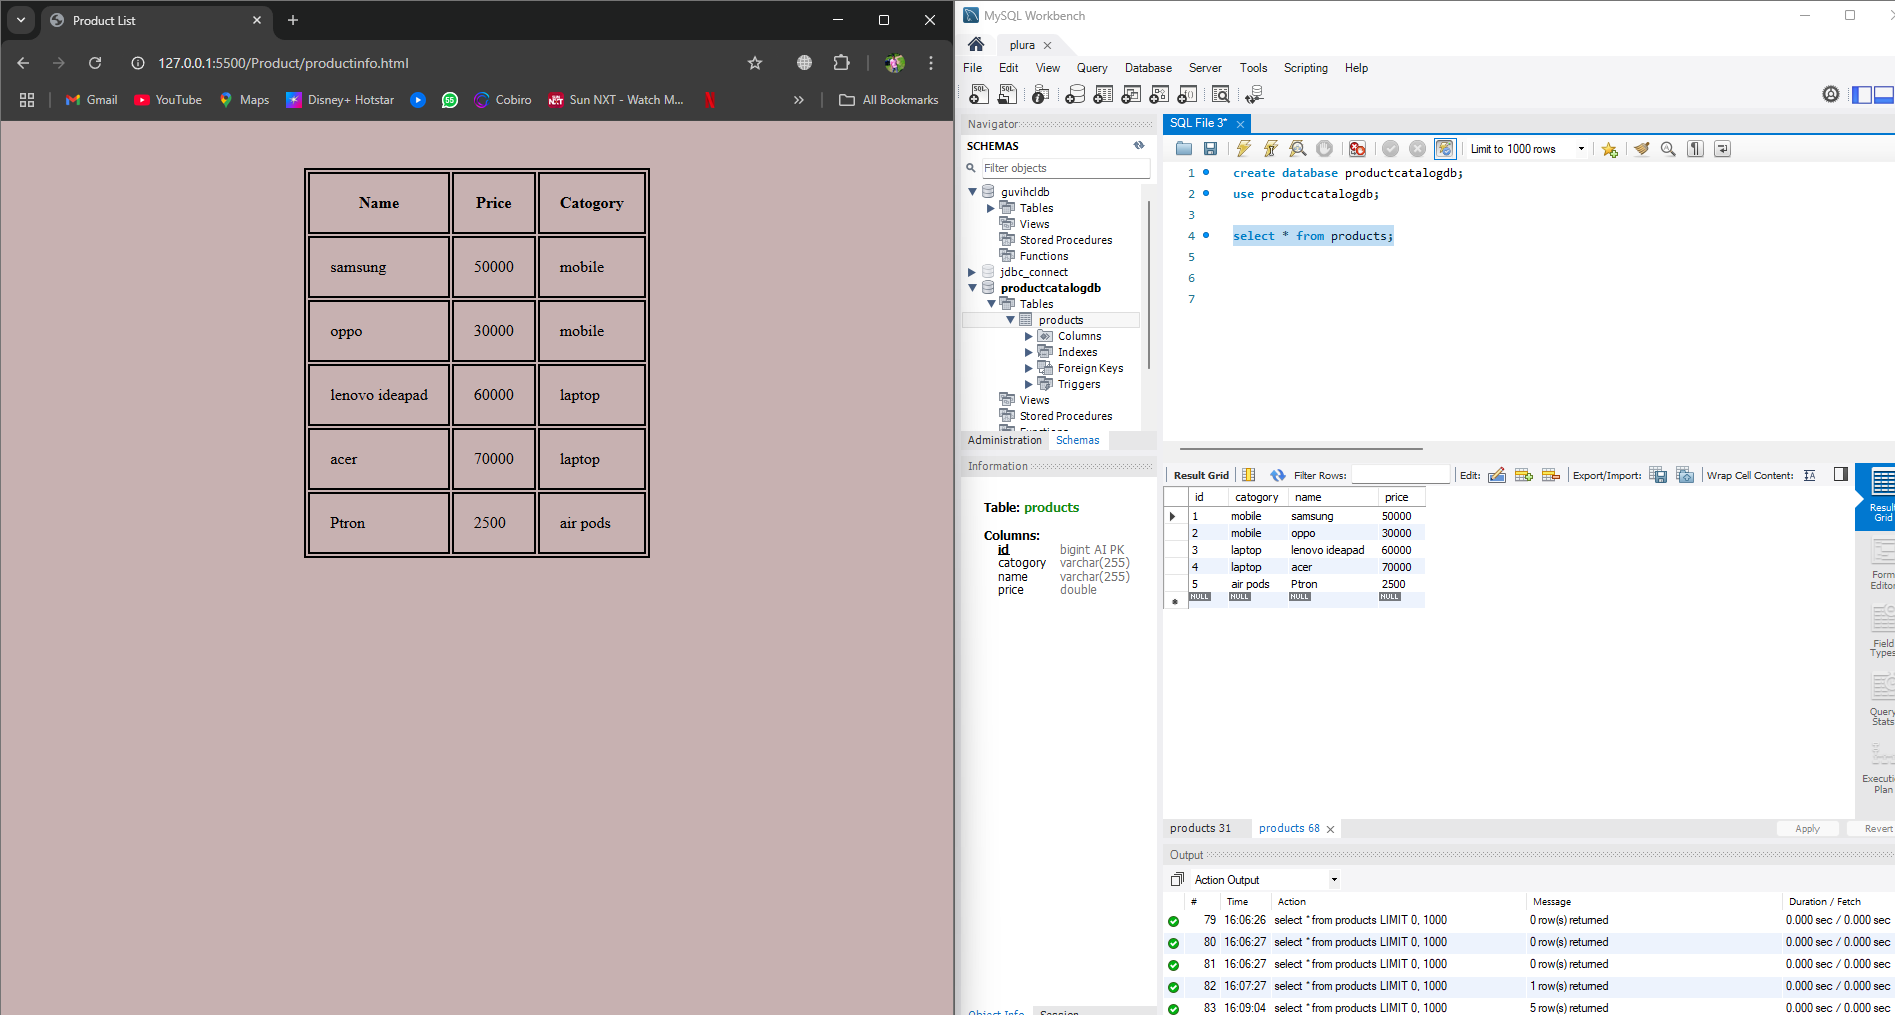 Product List
127.0.0.1:5500/Product/productinfo.html
Gmail YouTube Maps Disney+ Hotstar 55 Cobiro Sun NXT - Watch M... » All Bookmarks
Name Price Catogory
samsung 50000 mobile
oppo 30000 mobile
lenovo ideapad 60000 laptop
acer 70000 laptop
Ptron 2500 air pods
MySQL Workbench
plura
File Edit View Query Database Server Tools Scripting Help
Navigator
SCHEMAS
Filter objects
guvihcldb
Tables
Views
Stored Procedures
Functions
jdbc_connect
productcatalogdb
Tables
products
Columns
Indexes
Foreign Keys
Triggers
Views
Stored Procedures
Functions
Administration Schemas
Information
Table: products
Columns:
id bigint AI PK
catogory varchar(255)
name varchar(255)
price double
Object Info Session
SQL File 3*
Limit to 1000 rows
1 create database productcatalogdb;
2 use productcatalogdb;
3
4 select * from products;
5
6
7
Result Grid Filter Rows: Edit: Export/Import: Wrap Cell Content:
id catogory name price
1 mobile samsung 50000
2 mobile oppo 30000
3 laptop lenovo ideapad 60000
4 laptop acer 70000
5 air pods Ptron 2500
NULL NULL NULL NULL
Result
Grid
Form
Editor
Field
Types
Query
Stats
Executi
Plan
products 31 products 68
Apply Revert
Output
Action Output
# Time Action Message Duration / Fetch
79 16:06:26 select * from products LIMIT 0, 1000 0 row(s) returned 0.000 sec / 0.000 sec
80 16:06:27 select * from products LIMIT 0, 1000 0 row(s) returned 0.000 sec / 0.000 sec
81 16:06:27 select * from products LIMIT 0, 1000 0 row(s) returned 0.000 sec / 0.000 sec
82 16:07:27 select * from products LIMIT 0, 1000 1 row(s) returned 0.000 sec / 0.000 sec
83 16:09:04 select * from products LIMIT 0, 1000 5 row(s) returned 0.000 sec / 0.000 sec